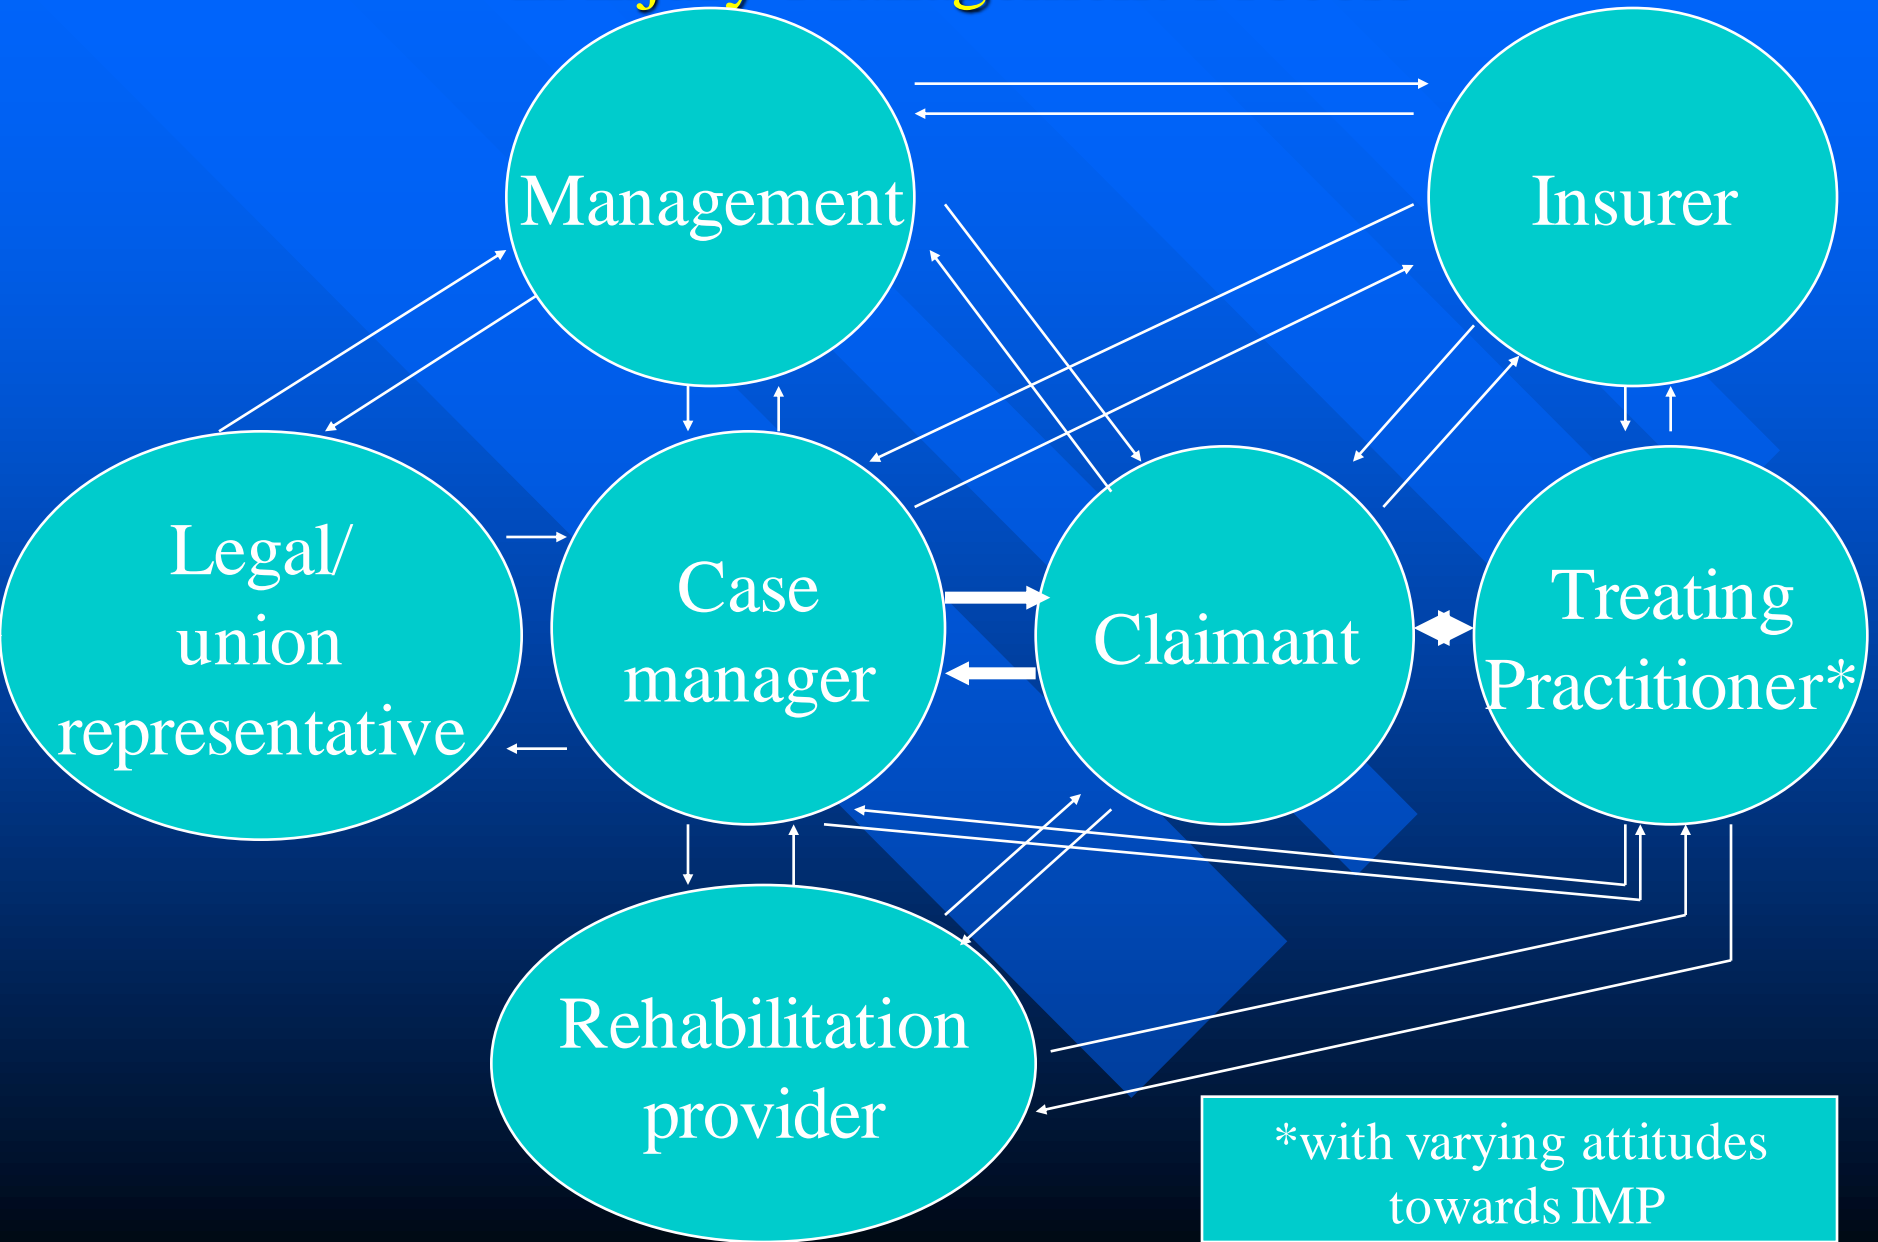 Management
Insurer
Legal/
union
representative
Case
manager
Claimant
Treating
Practitioner*
Rehabilitation
provider
*with varying attitudes
towards IMP